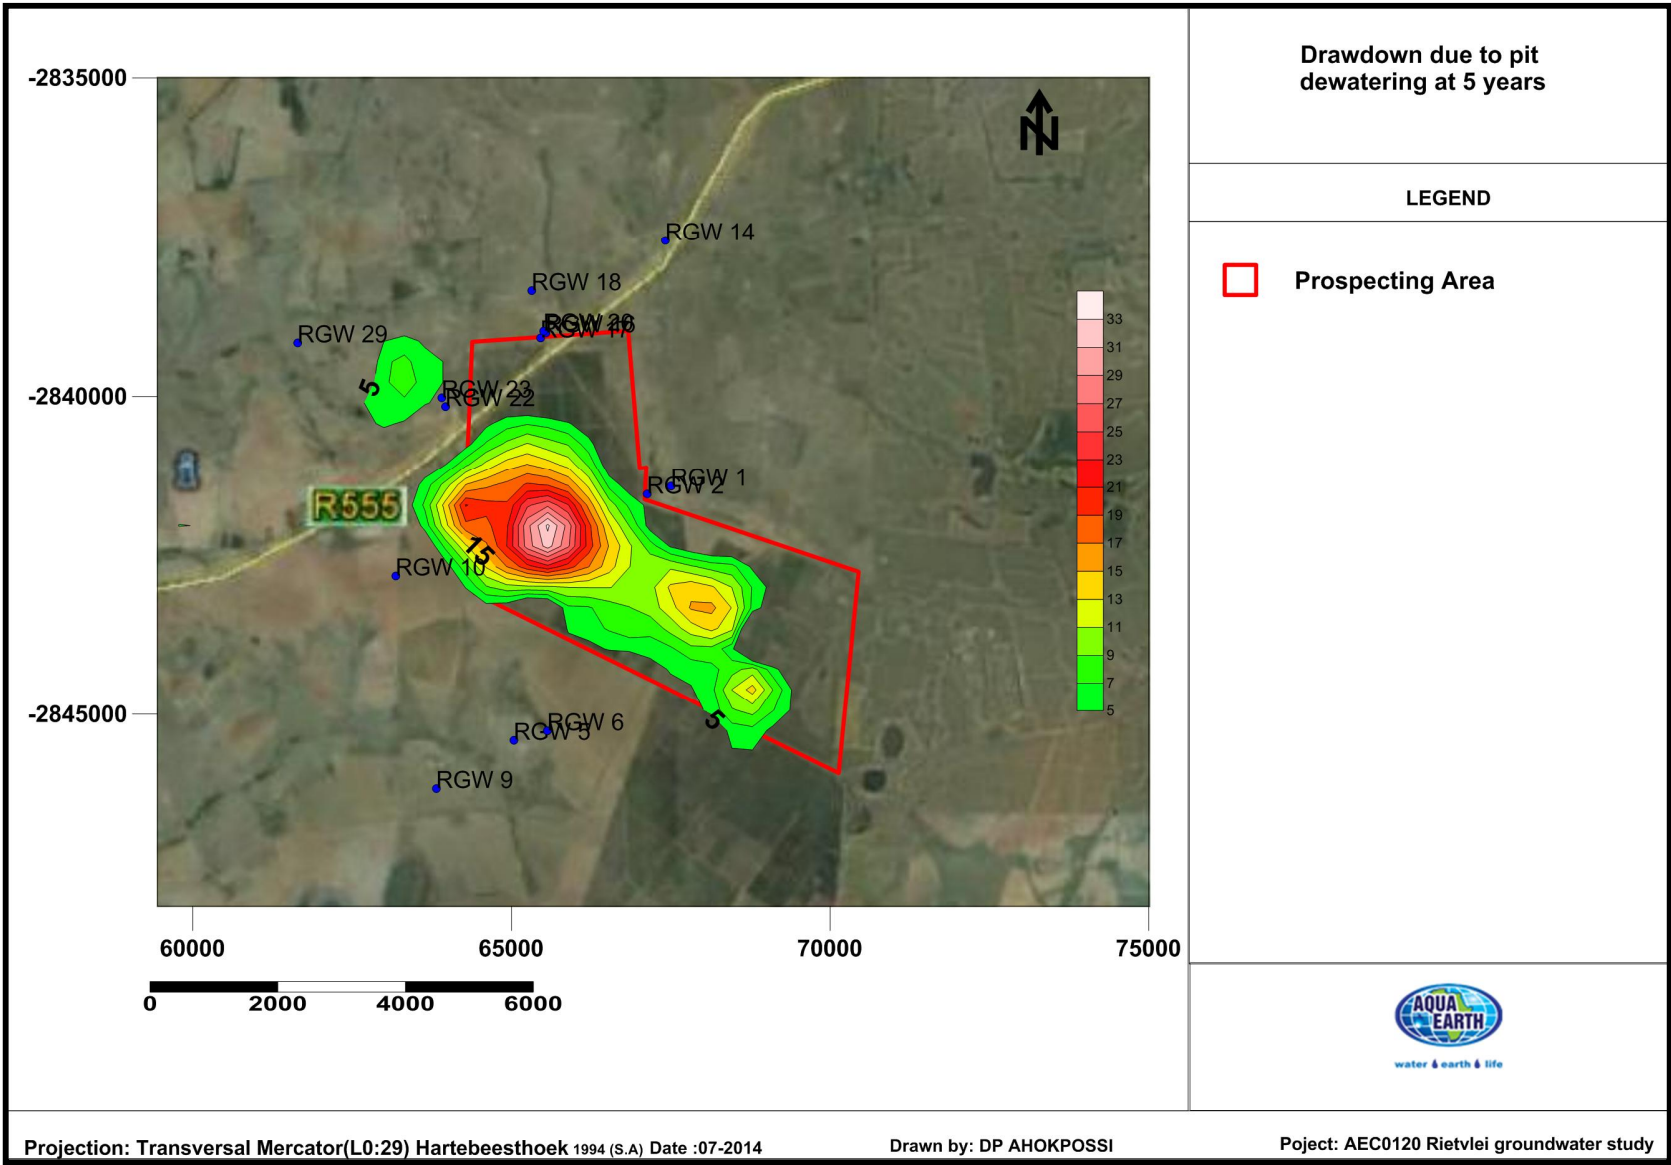 Drawdown due to pit
dewatering at 5 years
LEGEND
Prospecting Area
-2835000
-2840000
-2845000
60000
65000
70000
75000
N
RGW 14
RGW 18
RGW 29
RGW 23
RGW 22
RGW 1
RGW 2
RGW 10
RGW 6
RGW 5
RGW 9
R555
5
15
5
33
31
29
27
25
23
21
19
17
15
13
11
9
7
5
0 2000 4000 6000
AQUA
EARTH
water earth life
Projection: Transversal Mercator(L0:29) Hartebeesthoek 1994 (S.A) Date :07-2014
Drawn by: DP AHOKPOSSI
Poject: AEC0120 Rietvlei groundwater study